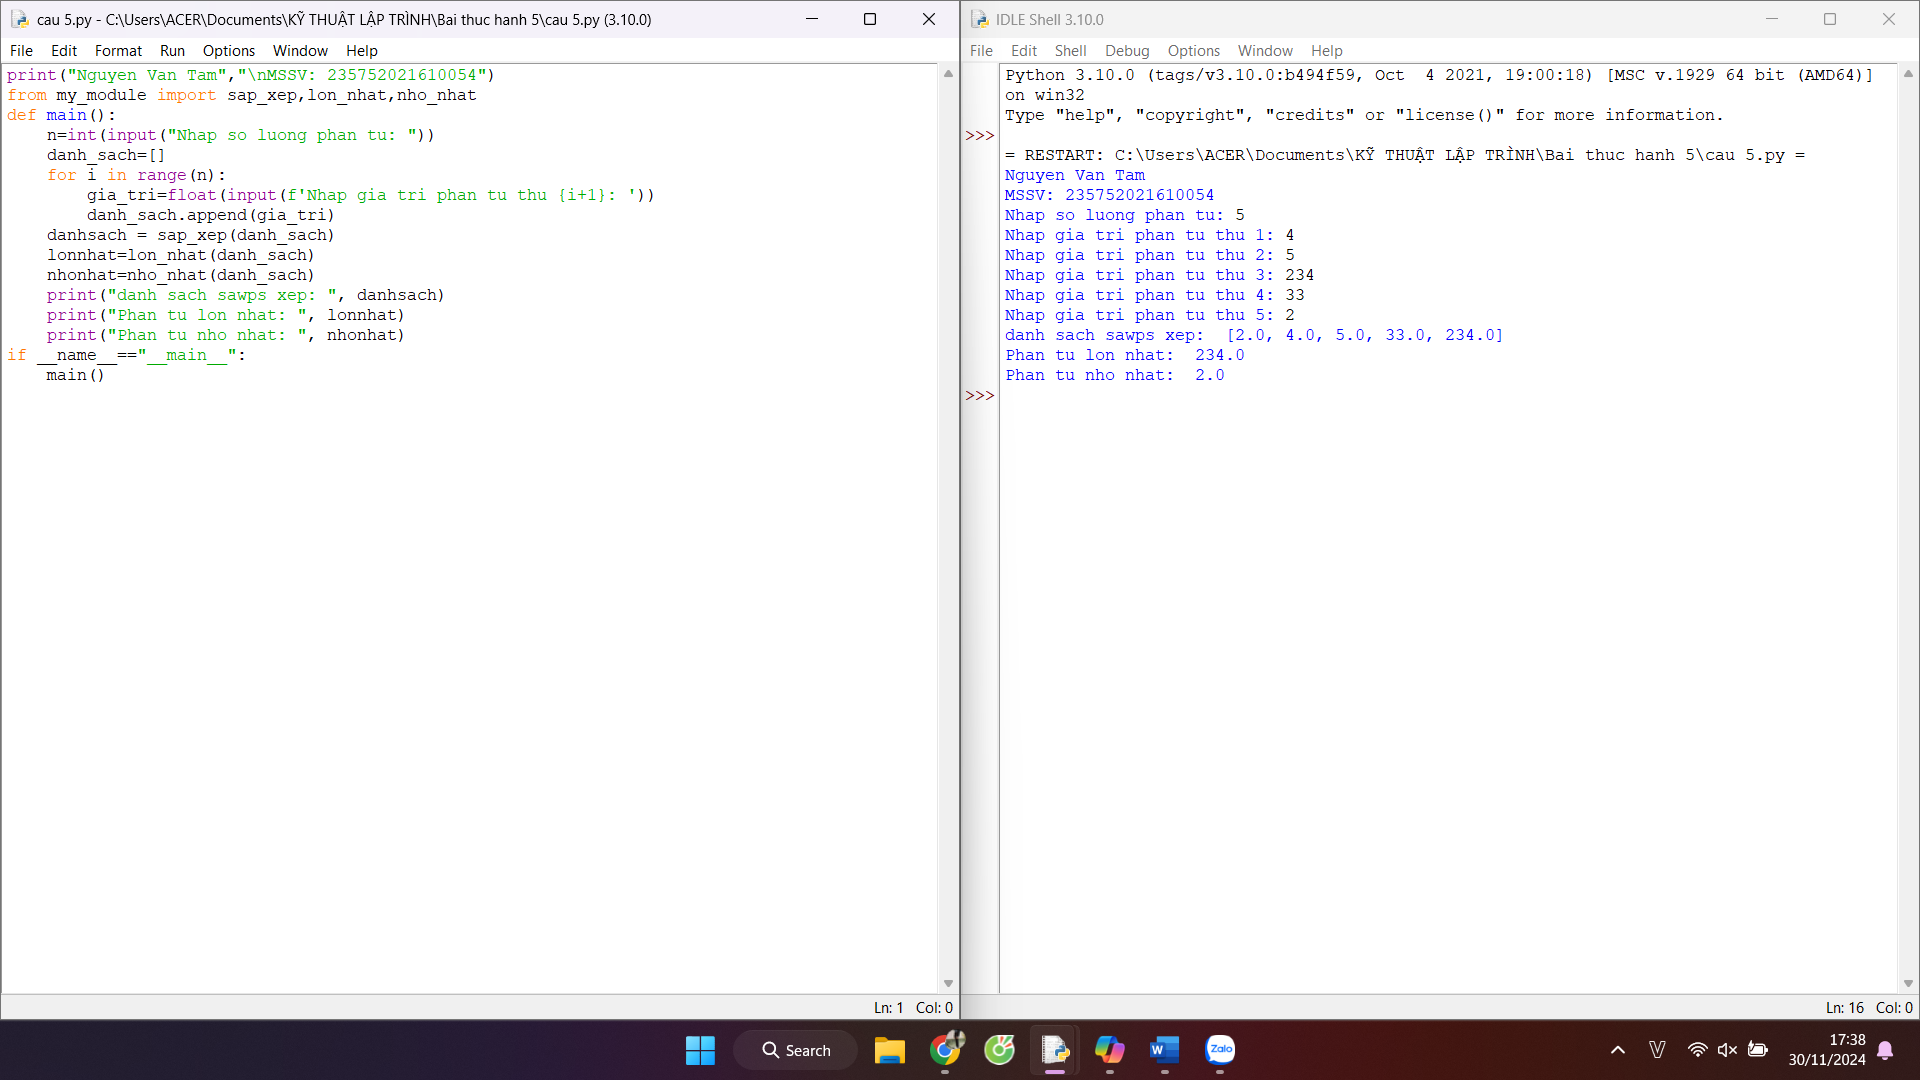 cau 5.py - C:\Users\ACER\Documents\KỸ THUẬT LẬP TRÌNH\Bai thuc hanh 5\cau 5.py (3.10.0)
File Edit Format Run Options Window Help
print("Nguyen Van Tam","\nMSSV: 235752021610054")
from my_module import sap_xep,lon_nhat,nho_nhat
def main():
    n=int(input("Nhap so luong phan tu: "))
    danh_sach=[]
    for i in range(n):
        gia_tri=float(input(f'Nhap gia tri phan tu thu {i+1}: '))
        danh_sach.append(gia_tri)
    danhsach = sap_xep(danh_sach)
    lonnhat=lon_nhat(danh_sach)
    nhonhat=nho_nhat(danh_sach)
    print("danh sach sawps xep: ", danhsach)
    print("Phan tu lon nhat: ", lonnhat)
    print("Phan tu nho nhat: ", nhonhat)
if __name__=="__main__":
    main()
Ln: 1 Col: 0
IDLE Shell 3.10.0
File Edit Shell Debug Options Window Help
Python 3.10.0 (tags/v3.10.0:b494f59, Oct  4 2021, 19:00:18) [MSC v.1929 64 bit (AMD64)]
on win32
Type "help", "copyright", "credits" or "license()" for more information.
>>>
= RESTART: C:\Users\ACER\Documents\KỸ THUẬT LẬP TRÌNH\Bai thuc hanh 5\cau 5.py =
Nguyen Van Tam
MSSV: 235752021610054
Nhap so luong phan tu: 5
Nhap gia tri phan tu thu 1: 4
Nhap gia tri phan tu thu 2: 5
Nhap gia tri phan tu thu 3: 234
Nhap gia tri phan tu thu 4: 33
Nhap gia tri phan tu thu 5: 2
danh sach sawps xep:  [2.0, 4.0, 5.0, 33.0, 234.0]
Phan tu lon nhat:  234.0
Phan tu nho nhat:  2.0
>>>
Ln: 16 Col: 0
Search
W
Zalo
V
17:38
30/11/2024